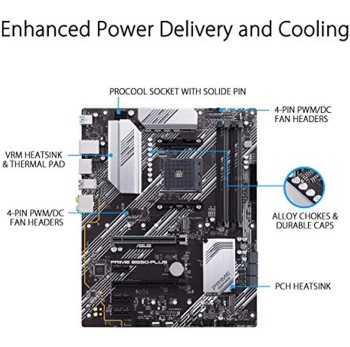 Enhanced Power Delivery and Cooling
PROCOOL SOCKET WITH SOLIDE PIN
4-PIN PWM/DC
FAN HEADERS
VRM HEATSINK
& THERMAL PAD
4-PIN PWM/DC
FAN HEADERS
ALLOY CHOKES &
DURABLE CAPS
ASUS
PRIME B550-PLUS
PCH HEATSINK